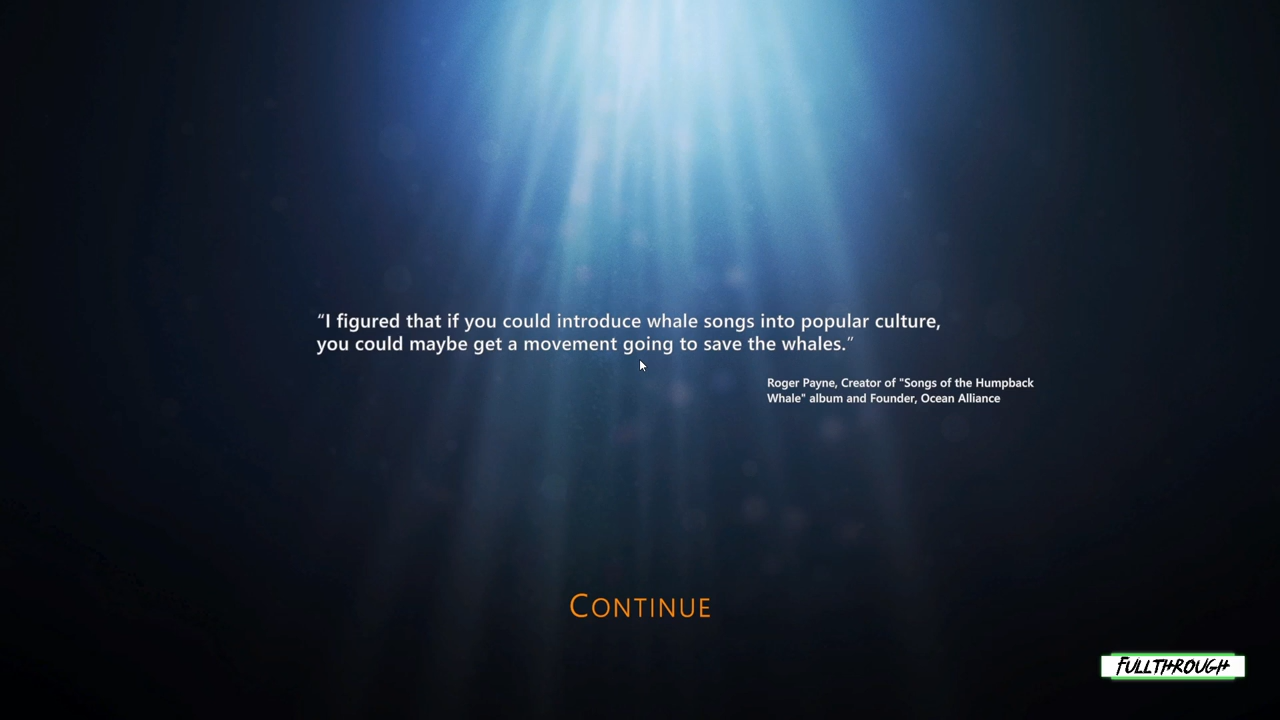 “I figured that if you could introduce whale songs into popular culture,
you could maybe get a movement going to save the whales.”
Roger Payne, Creator of "Songs of the Humpback
Whale" album and Founder, Ocean Alliance
CONTINUE
FULLTHROUGH